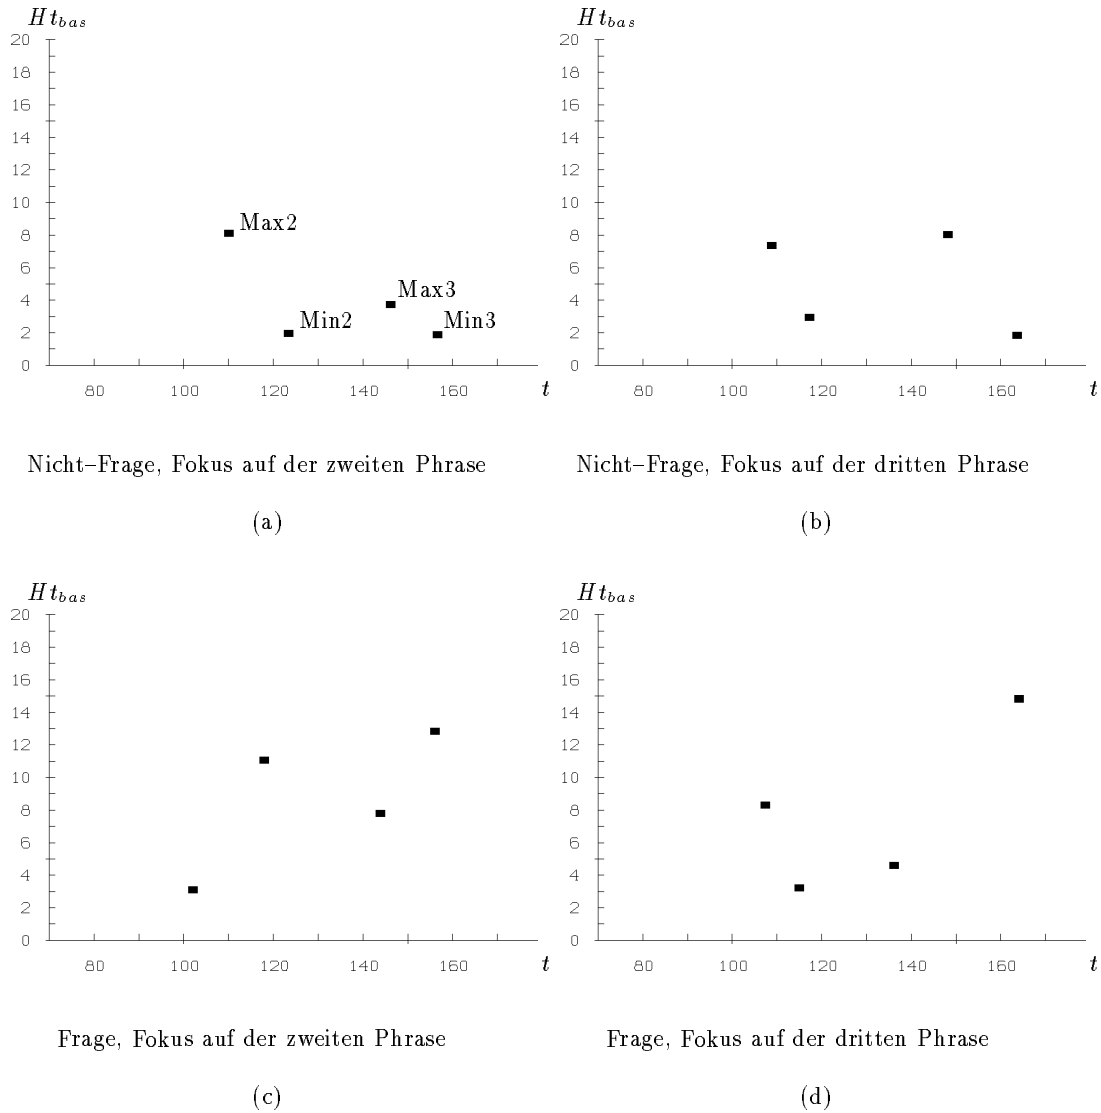 Ht_bas
20
18
16
14
12
10
8
6
4
2
0
Max2
Max3
Min2
Min3
80 100 120 140 160 t
Nicht–Frage, Fokus auf der zweiten Phrase
(a)
Ht_bas
20
18
16
14
12
10
8
6
4
2
0
80 100 120 140 160 t
Nicht–Frage, Fokus auf der dritten Phrase
(b)
Ht_bas
20
18
16
14
12
10
8
6
4
2
0
80 100 120 140 160 t
Frage, Fokus auf der zweiten Phrase
(c)
Ht_bas
20
18
16
14
12
10
8
6
4
2
0
80 100 120 140 160 t
Frage, Fokus auf der dritten Phrase
(d)